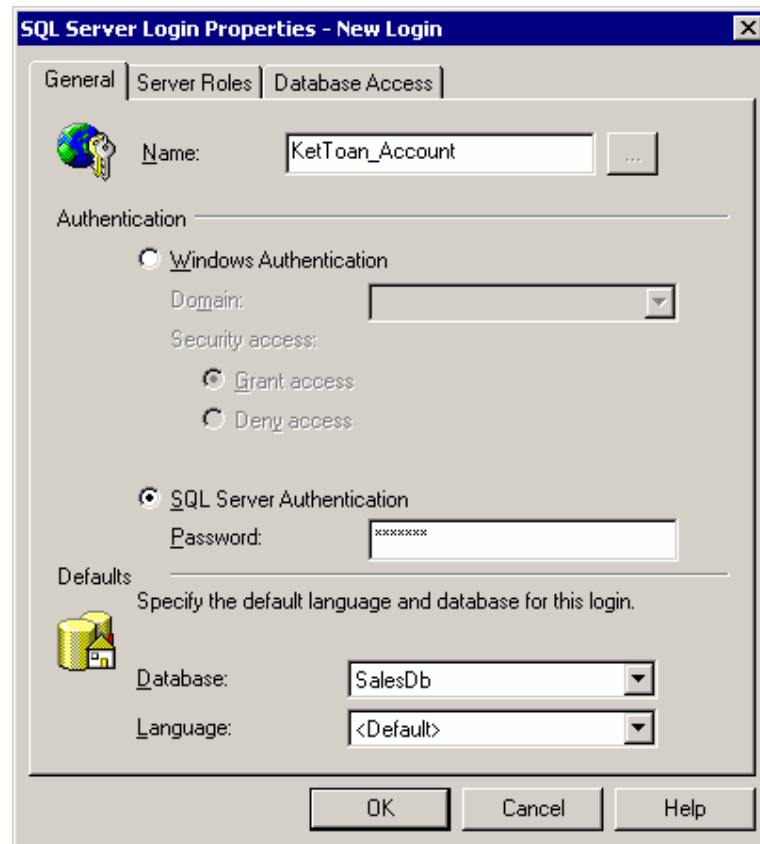 SQL Server Login Properties - New Login
General Server Roles Database Access
Name: KetToan_Account ...
Authentication
Windows Authentication
Domain:
Security access:
Grant access
Deny access
SQL Server Authentication
Password: *******
Defaults
Specify the default language and database for this login.
Database: SalesDb
Language: <Default>
OK Cancel Help